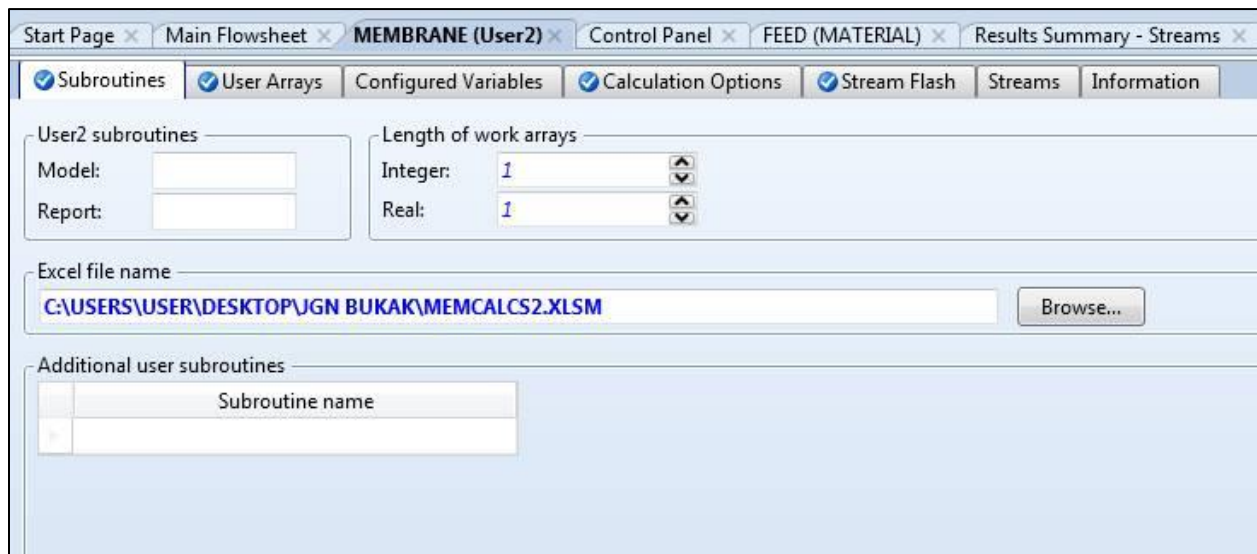 Start Page Main Flowsheet MEMBRANE (User2) Control Panel FEED (MATERIAL) Results Summary - Streams
Subroutines User Arrays Configured Variables Calculation Options Stream Flash Streams Information
User2 subroutines Length of work arrays
Model: Integer: 1
Report: Real: 1
Excel file name
C:\USERS\USER\DESKTOP\JGN BUKAK\MEMCALCS2.XLSM Browse...
Additional user subroutines
Subroutine name